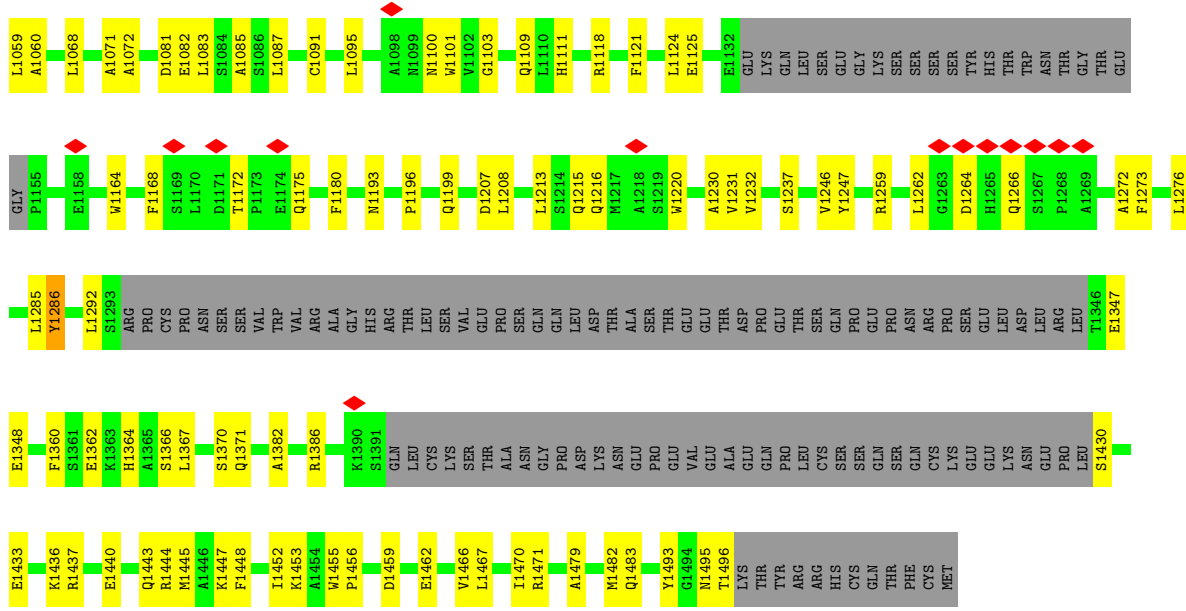 L1059 A1060 L1068 A1071 A1072 D1081 E1082 L1083 S1084 A1085 S1086 L1087 C1091 L1095 A1098 N1099 N1100 W1101 V1102 G1103 Q1109 L1110 H1111 R1118 F1121 L1124 E1125 E1132 GLU LYS GLN LEU SER GLU GLY LYS SER SER SER SER TYR HIS THR TRP ASN THR GLY THR GLU
GLY P1155 E1158 W1164 F1168 S1169 L1170 D1171 T1172 P1173 E1174 Q1175 F1180 N1193 P1196 Q1199 D1207 L1208 L1213 S1214 Q1215 Q1216 M1217 A1218 S1219 W1220 A1230 V1231 V1232 S1237 V1246 Y1247 R1259 L1262 G1263 D1264 H1265 Q1266 S1267 P1268 A1269 A1272 F1273 L1276
L1285 Y1286 L1292 S1293 ARG PRO CYS PRO ASN SER SER VAL TRP VAL ARG ALA GLY HIS ARG THR LEU SER VAL GLU PRO SER GLN GLN LEU ASP THR ALA SER THR GLU GLU THR ASP PRO GLU THR SER GLN PRO GLU PRO ASN ARG PRO SER GLU LEU ASP LEU ARG LEU T1346 E1347
E1348 F1360 S1361 E1362 K1363 H1364 A1365 S1366 L1367 S1370 Q1371 A1382 R1386 K1390 S1391 GLN LEU CYS LYS SER THR ALA ASN GLY PRO ASP LYS ASN GLU PRO GLU VAL GLU ALA GLU GLN PRO LEU CYS SER SER GLN SER GLN CYS LYS GLU GLU LYS ASN GLU PRO LEU S1430
E1433 K1436 R1437 E1440 Q1443 R1444 M1445 A1446 K1447 F1448 I1452 K1453 A1454 W1455 P1456 D1459 E1462 V1466 L1467 I1470 R1471 A1479 M1482 Q1483 Y1493 G1494 N1495 T1496 LYS THR TYR ARG ARG HIS CYS GLN THR PHE CYS MET